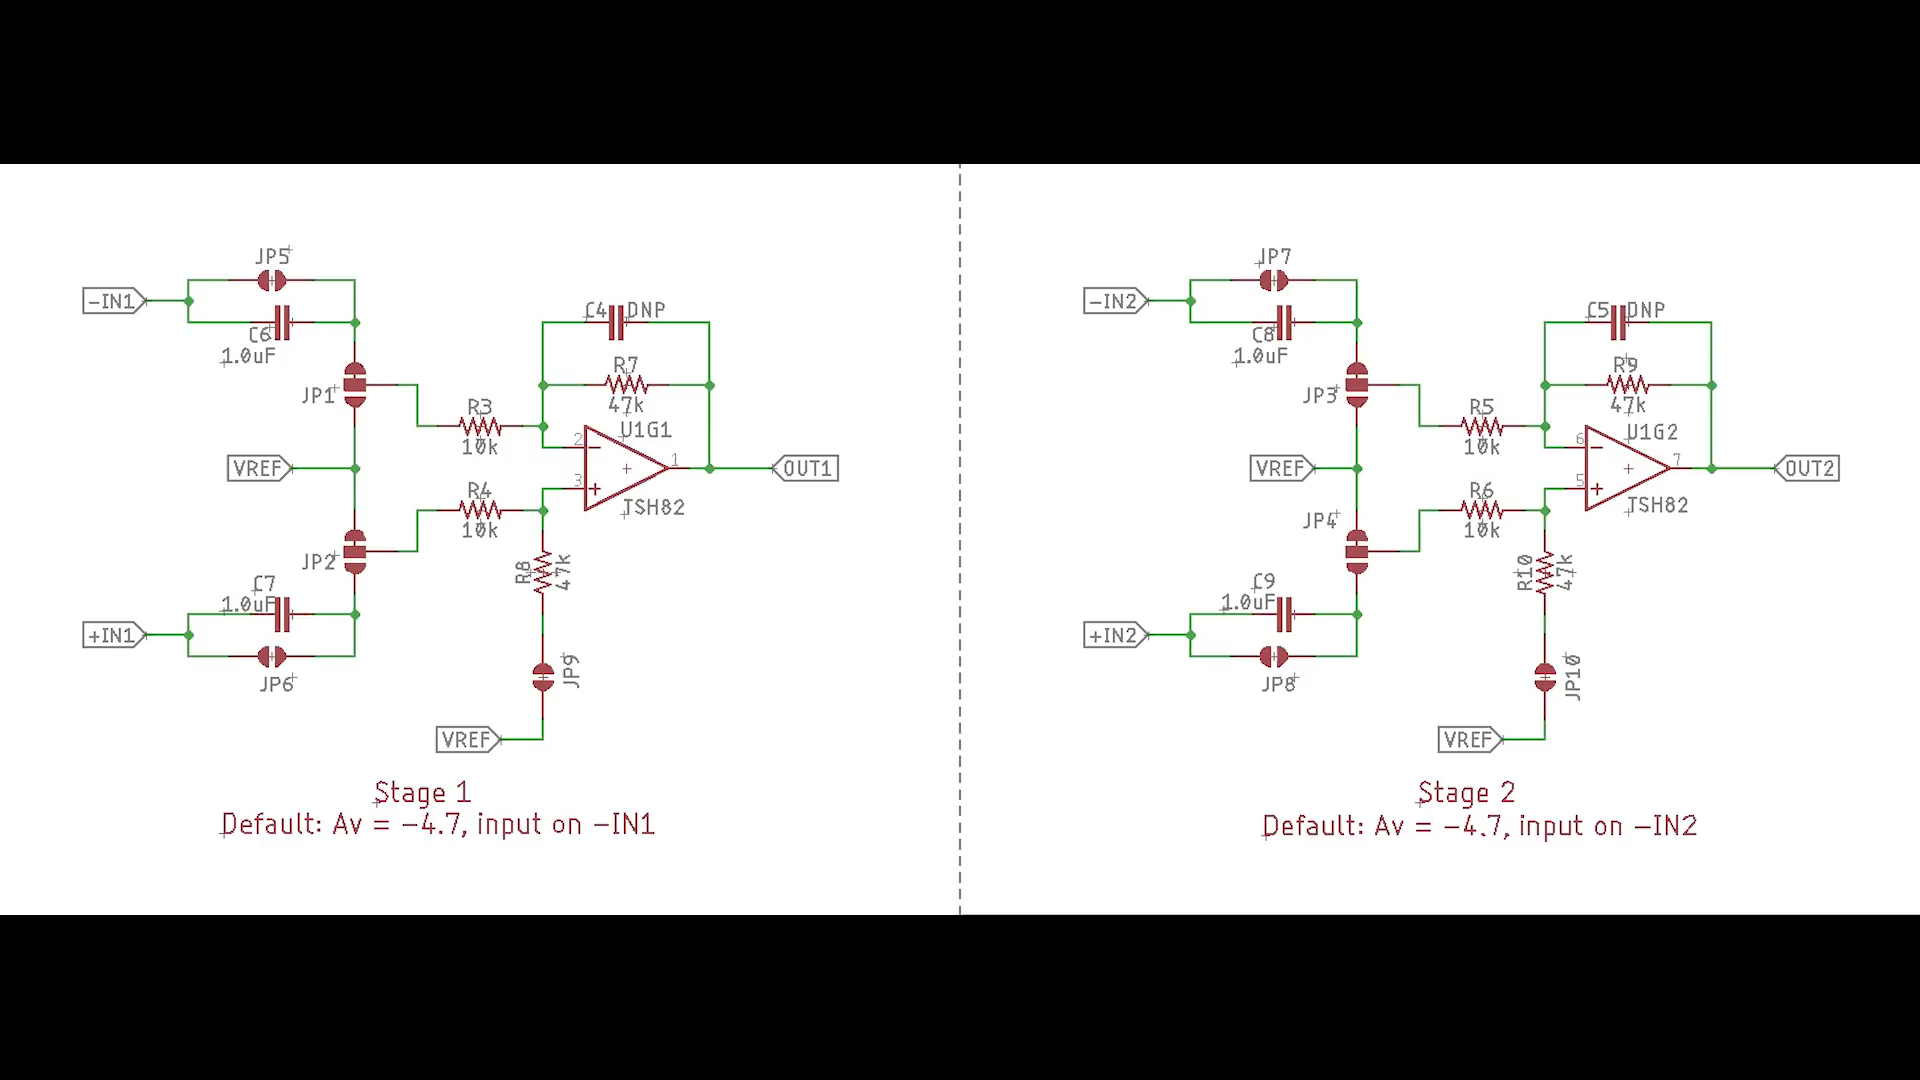 JP5
-IN1
C6
1.0uF
JP1
VREF
JP2
C7
1.0uF
+IN1
JP6
R3
10k
R4
10k
C4 DNP
R7
47k
U1G1
2
3
1
TSH82
OUT1
R8
47k
JP9
VREF
Stage 1
Default: Av = -4.7, input on -IN1
JP7
-IN2
C8
1.0uF
JP3
VREF
JP4
C9
1.0uF
+IN2
JP8
R5
10k
R6
10k
C5 DNP
R9
47k
U1G2
6
5
7
TSH82
OUT2
R10
47k
JP10
VREF
Stage 2
Default: Av = -4.7, input on -IN2